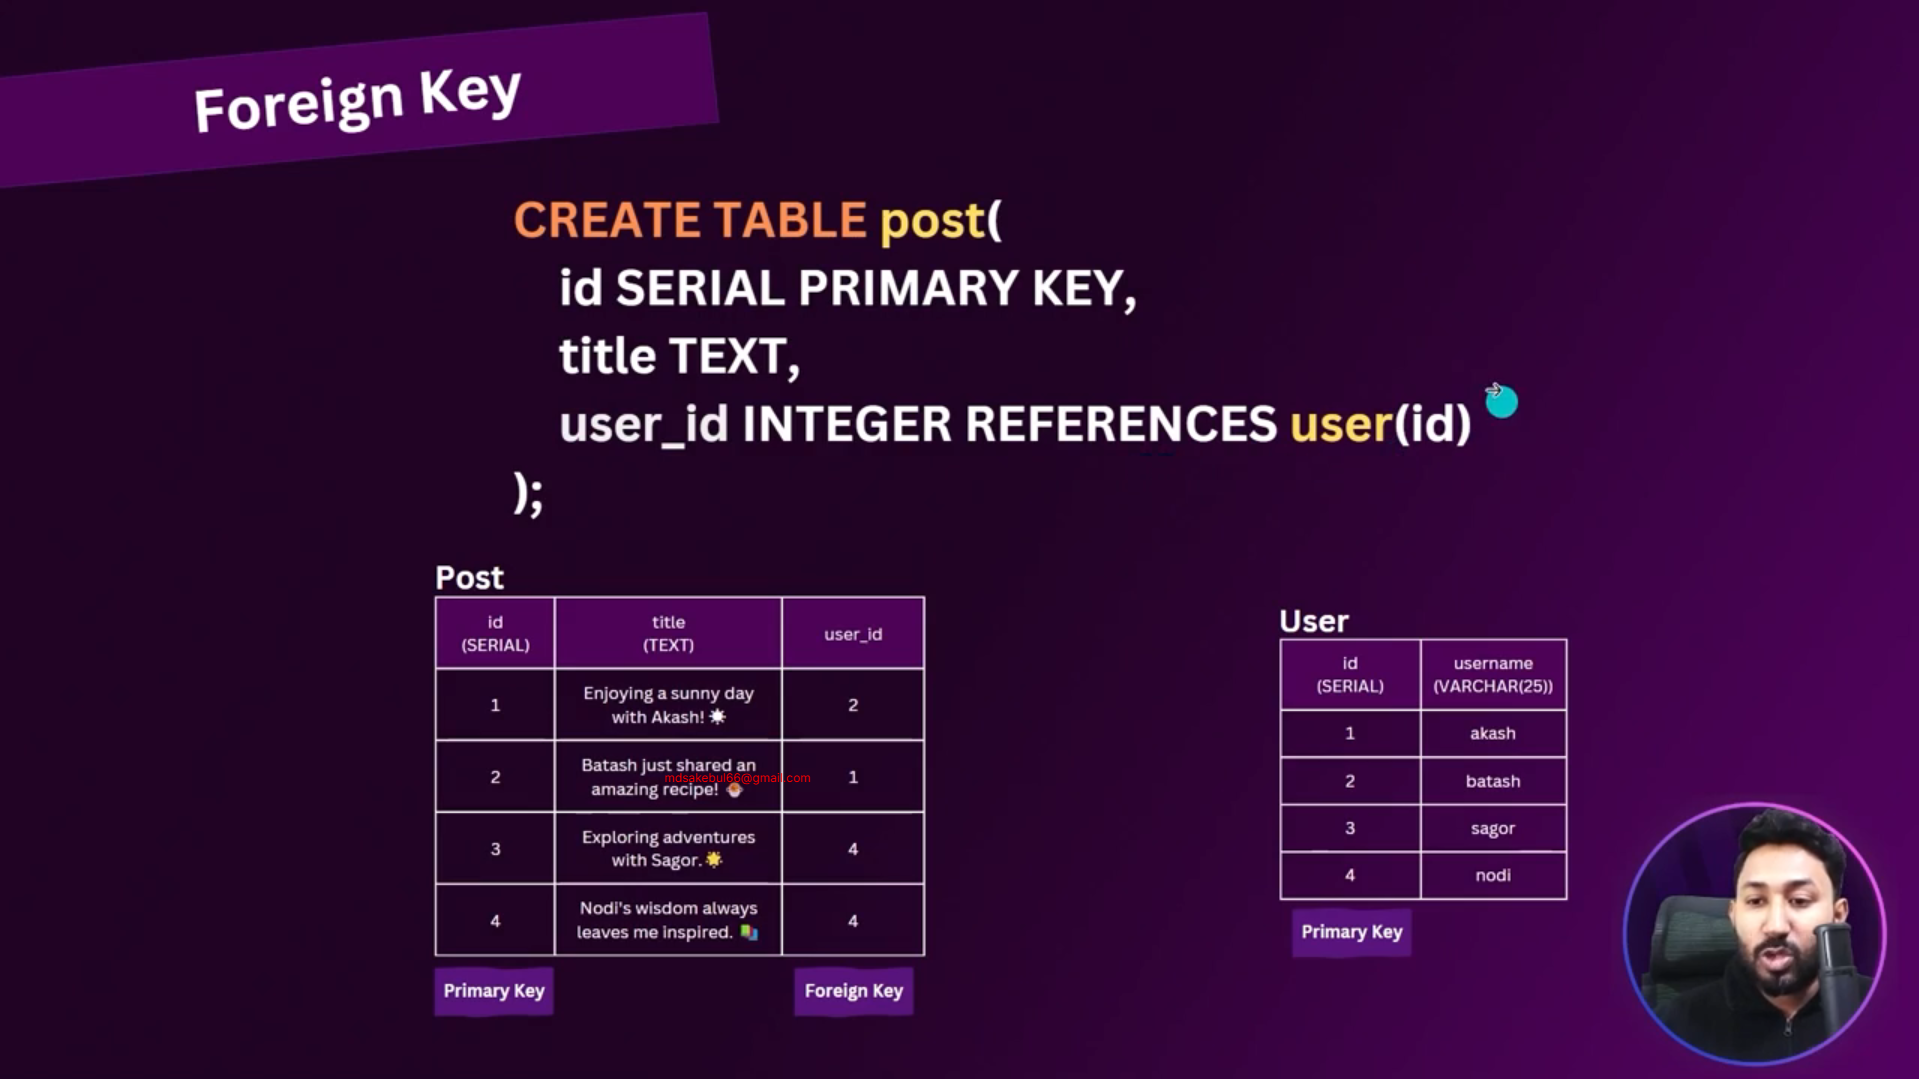 Foreign Key
CREATE TABLE post(
id SERIAL PRIMARY KEY,
title TEXT,
user_id INTEGER REFERENCES user(id)
);
Post
id
(SERIAL)
title
(TEXT)
user_id
1
Enjoying a sunny day
with Akash! ☀
2
2
Batash just shared an
amazing recipe!
1
mdsakebul66@gmail.com
3
Exploring adventures
with Sagor. 🌟
4
4
Nodi's wisdom always
leaves me inspired. 📚
4
Primary Key
Foreign Key
User
id
(SERIAL)
username
(VARCHAR(25))
1
akash
2
batash
3
sagor
4
nodi
Primary Key